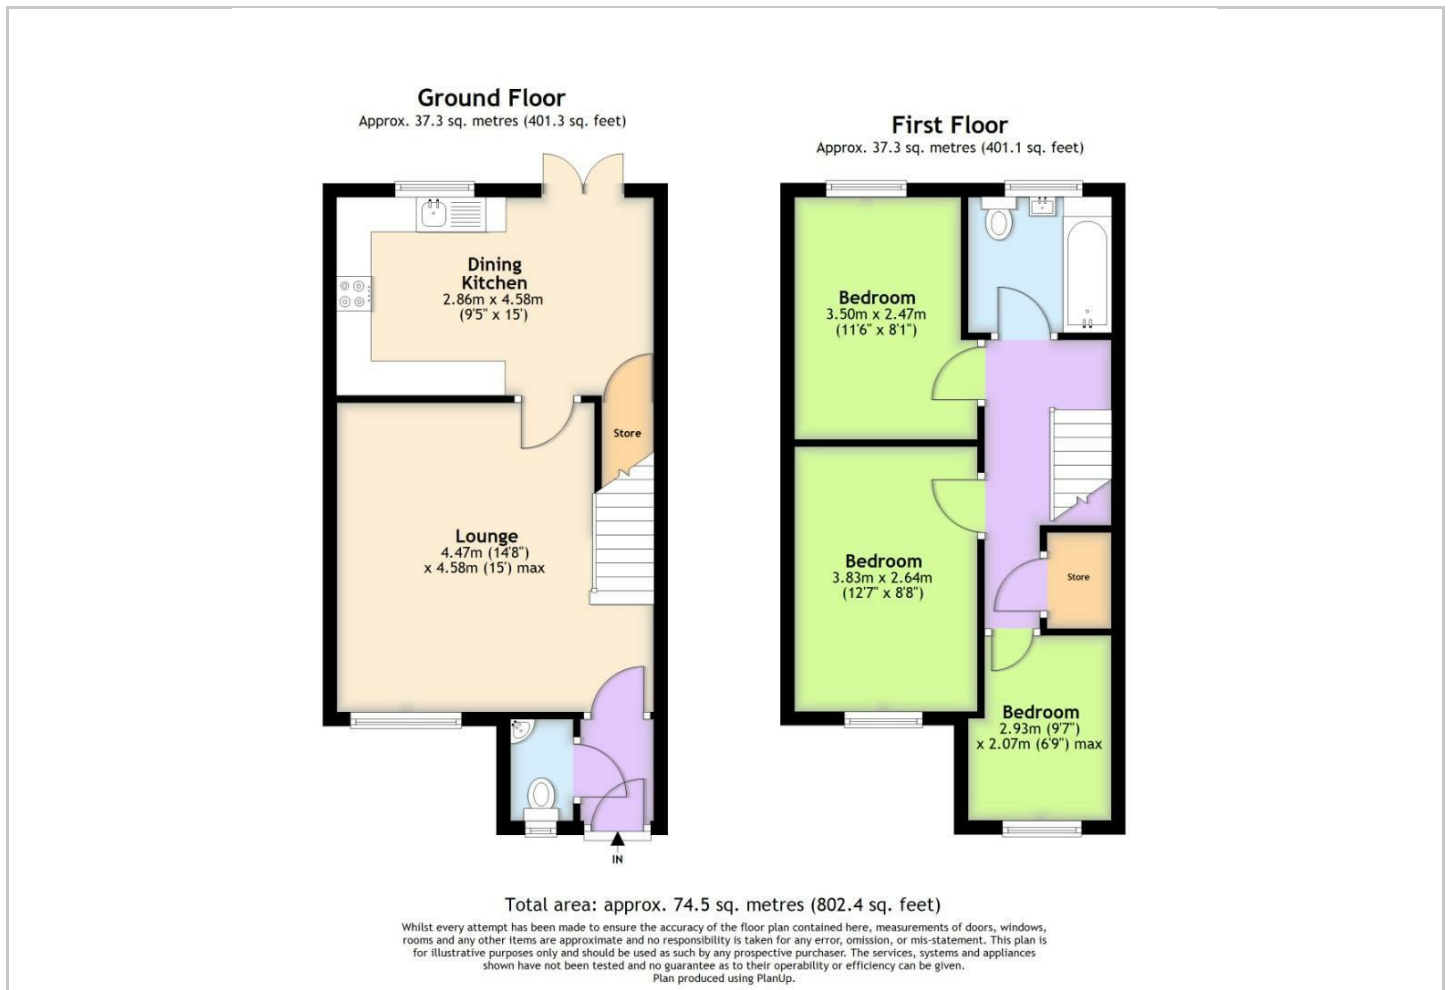 Ground Floor
Approx. 37.3 sq. metres (401.3 sq. feet)
Dining
Kitchen
2.86m x 4.58m
(9'5" x 15')
Store
Lounge
4.47m (14'8")
x 4.58m (15') max
IN
First Floor
Approx. 37.3 sq. metres (401.1 sq. feet)
Bedroom
3.50m x 2.47m
(11'6" x 8'1")
Bedroom
3.83m x 2.64m
(12'7" x 8'8")
Store
Bedroom
2.93m (9'7")
x 2.07m (6'9") max
Total area: approx. 74.5 sq. metres (802.4 sq. feet)
Whilst every attempt has been made to ensure the accuracy of the floor plan contained here, measurements of doors, windows,
rooms and any other items are approximate and no responsibility is taken for any error, omission, or mis-statement. This plan is
for illustrative purposes only and should be used as such by any prospective purchaser. The services, systems and appliances
shown have not been tested and no guarantee as to their operability or efficiency can be given.
Plan produced using PlanUp.